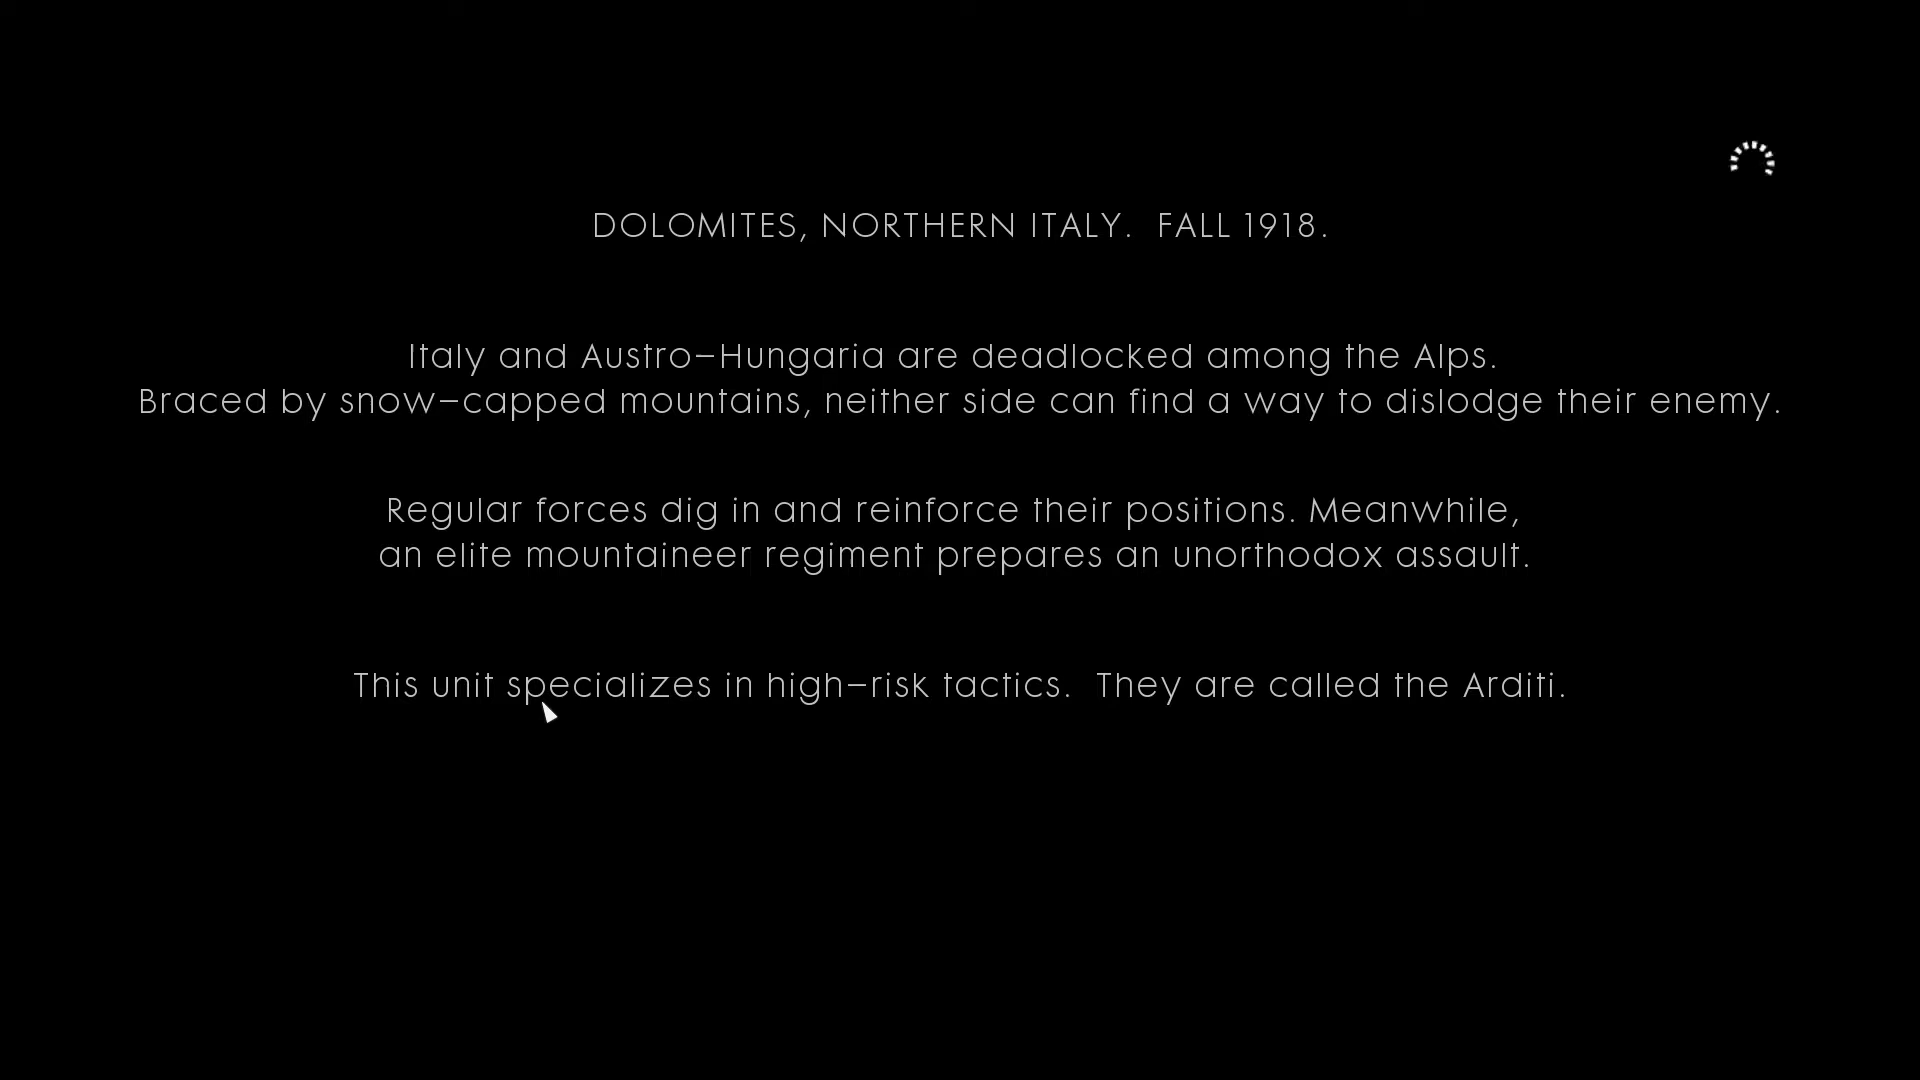 DOLOMITES, NORTHERN ITALY.  FALL 1918.
Italy and Austro-Hungaria are deadlocked among the Alps.
Braced by snow-capped mountains, neither side can find a way to dislodge their enemy.
Regular forces dig in and reinforce their positions. Meanwhile,
an elite mountaineer regiment prepares an unorthodox assault.
This unit specializes in high-risk tactics.  They are called the Arditi.